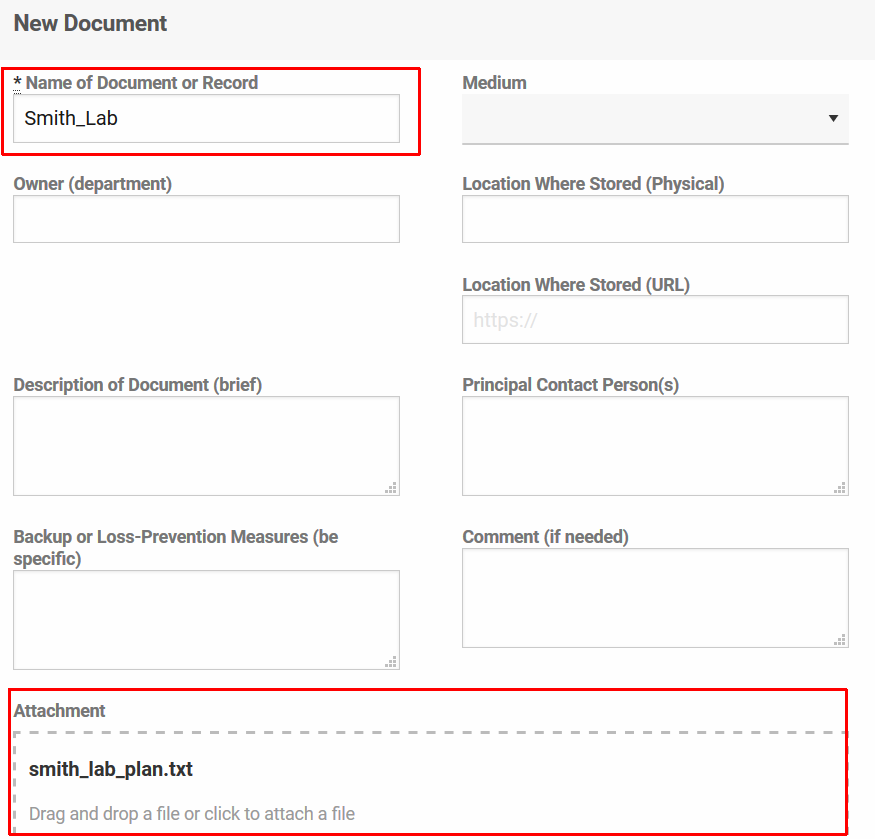 New Document
* Name of Document or Record
Smith_Lab
Medium
Owner (department)
Location Where Stored (Physical)
Location Where Stored (URL)
https://
Description of Document (brief)
Principal Contact Person(s)
Backup or Loss-Prevention Measures (be
specific)
Comment (if needed)
Attachment
smith_lab_plan.txt
Drag and drop a file or click to attach a file